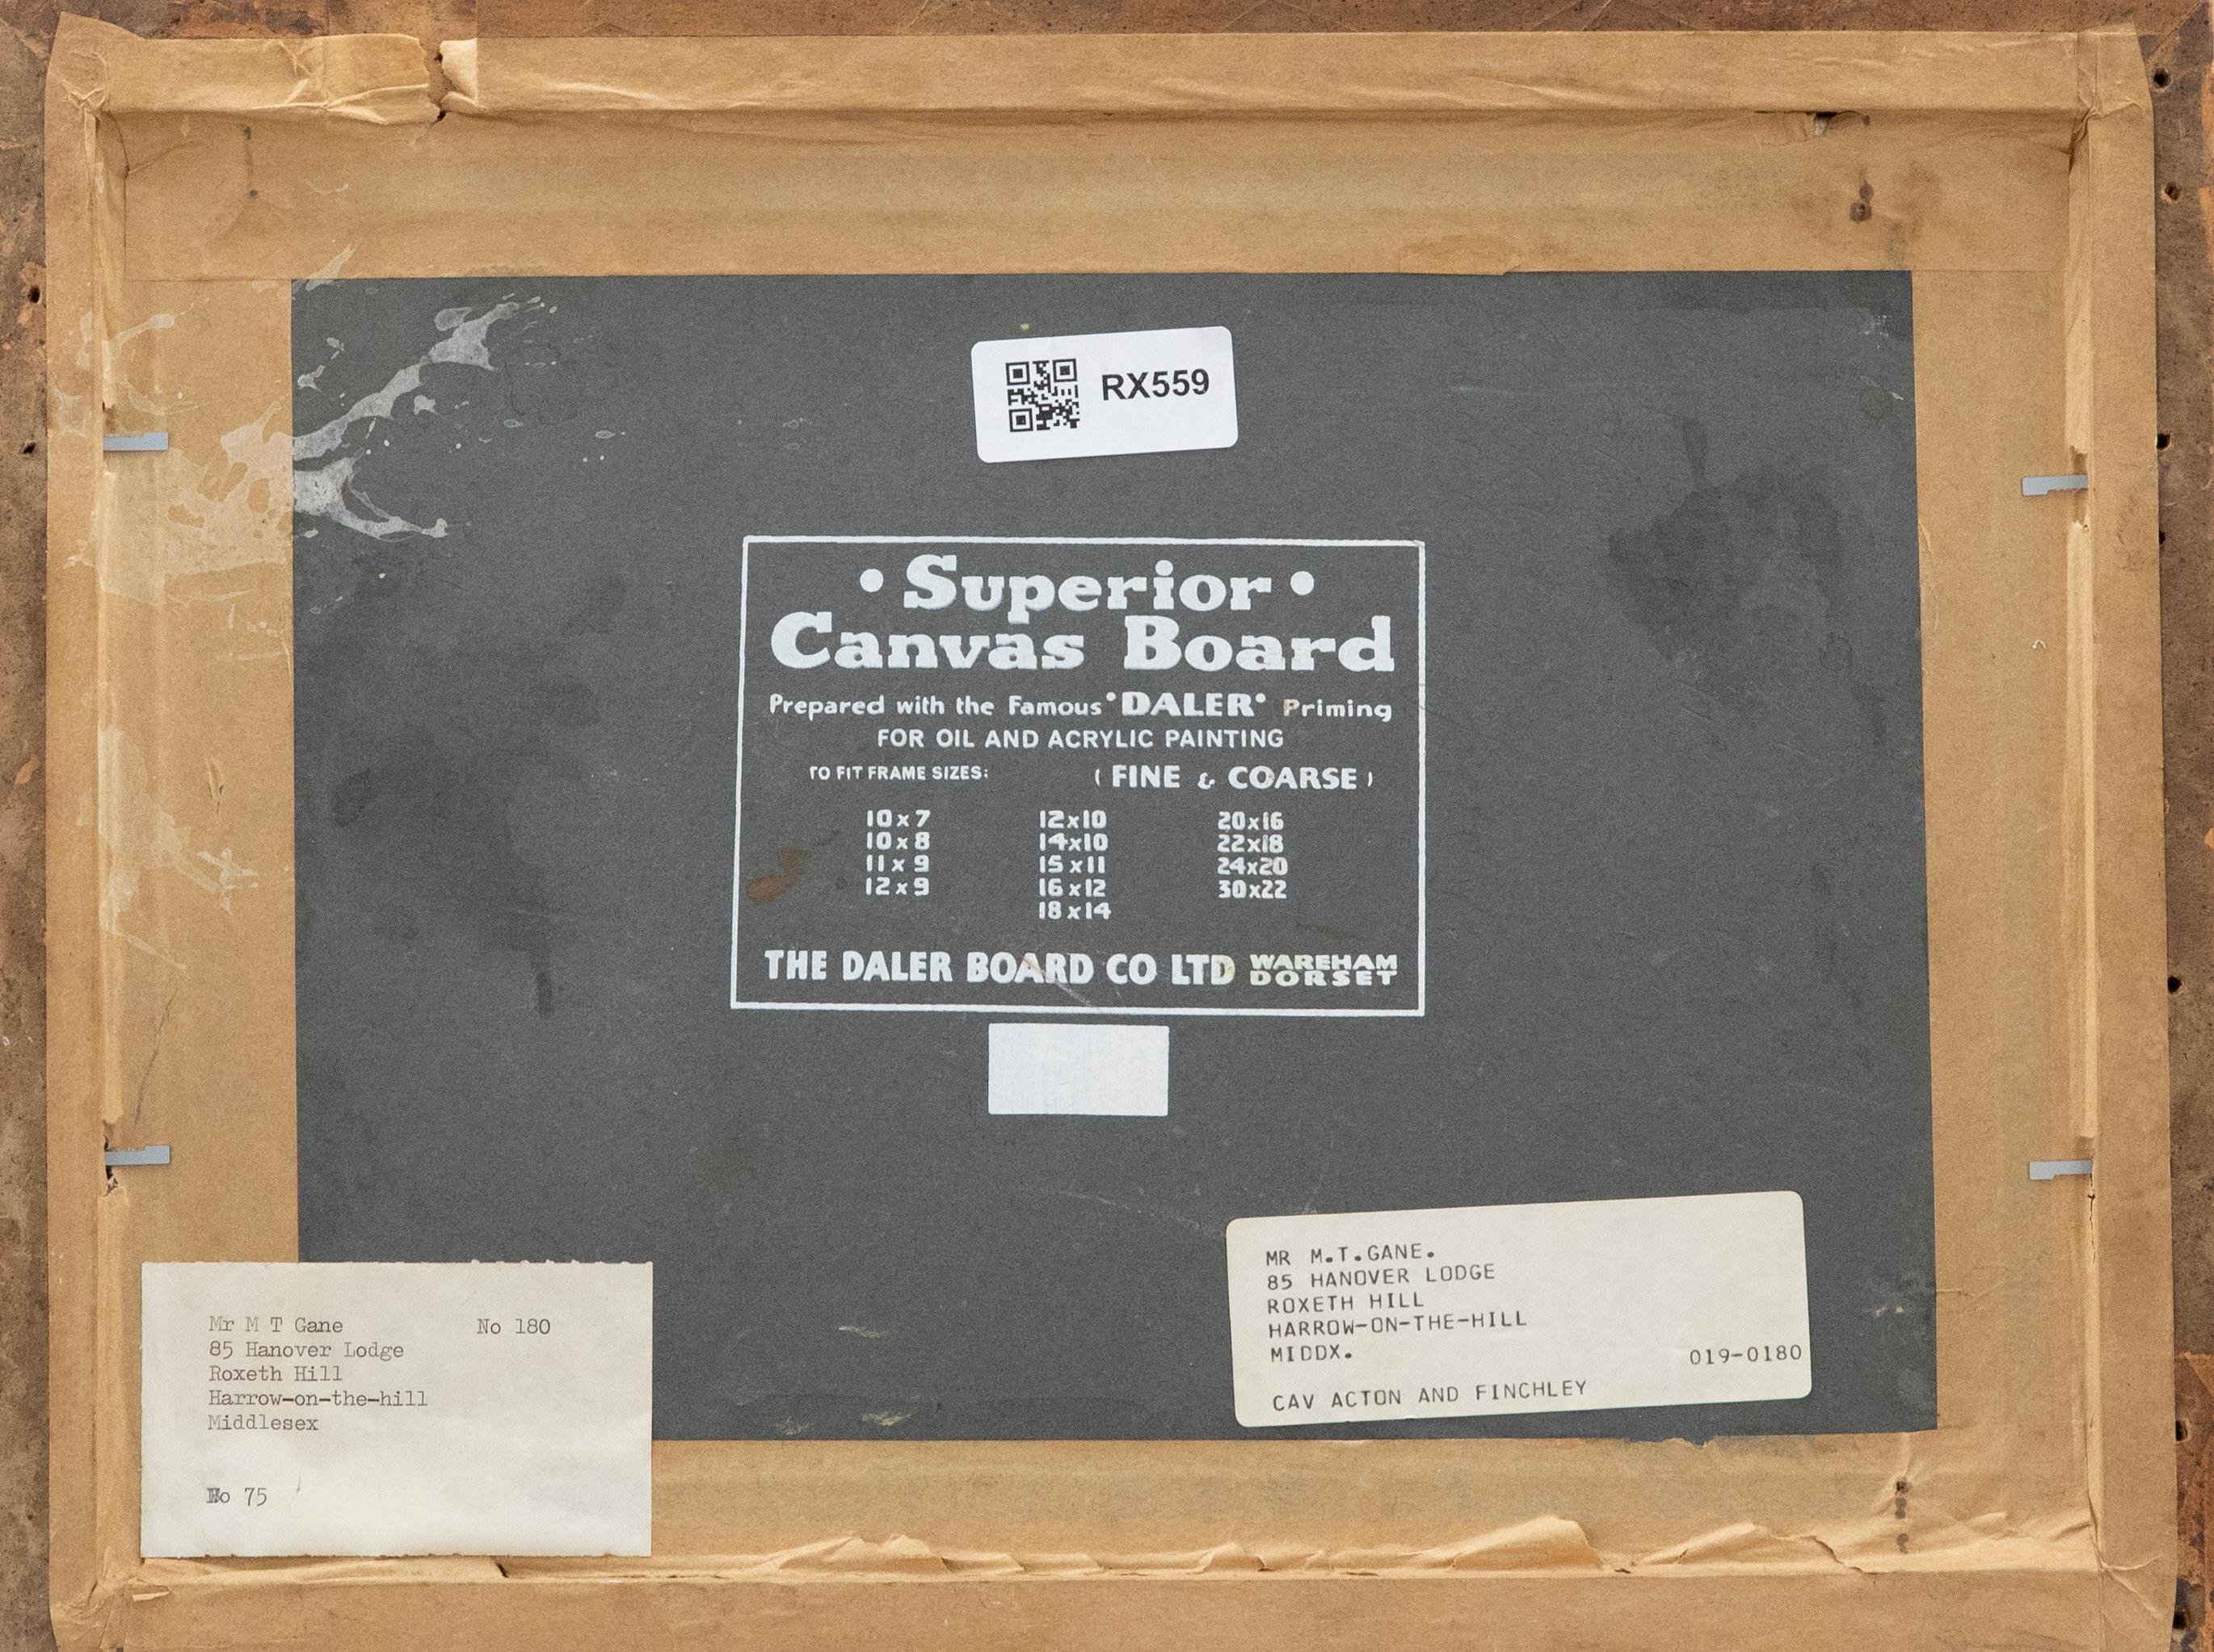 RX559
• Superior •
Canvas Board
Prepared with the Famous "DALER" Priming
FOR OIL AND ACRYLIC PAINTING
TO FIT FRAME SIZES: (FINE & COARSE)
10x7 12x10 20x16
10x8 14x10 22x18
11x9 15x11 24x20
12x9 16x12 30x22
18x14
THE DALER BOARD CO LTD WAREHAM DORSET
Mr M T Gane No 180
85 Hanover Lodge
Roxeth Hill
Harrow-on-the-hill
Middlesex
No 75
MR M.T.GANE.
85 HANOVER LODGE
ROXETH HILL
HARROW-ON-THE-HILL
MIDDX. 019-0180
CAV ACTON AND FINCHLEY